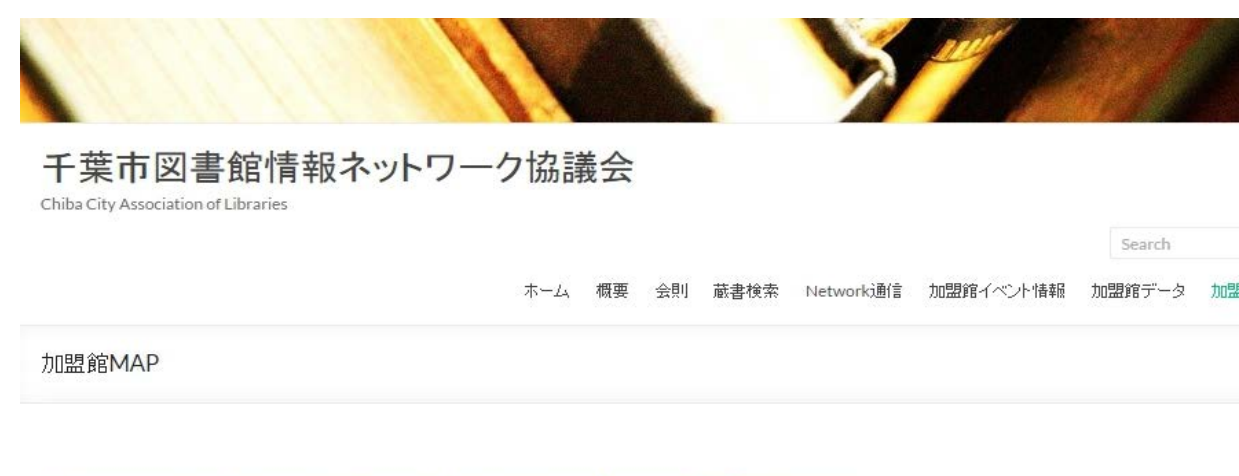 千葉市図書館情報ネットワーク協議会
Chiba City Association of Libraries
Search
ホーム 概要 会則 蔵書検索 Network通信 加盟館イベント情報 加盟館データ 加盟
加盟館MAP